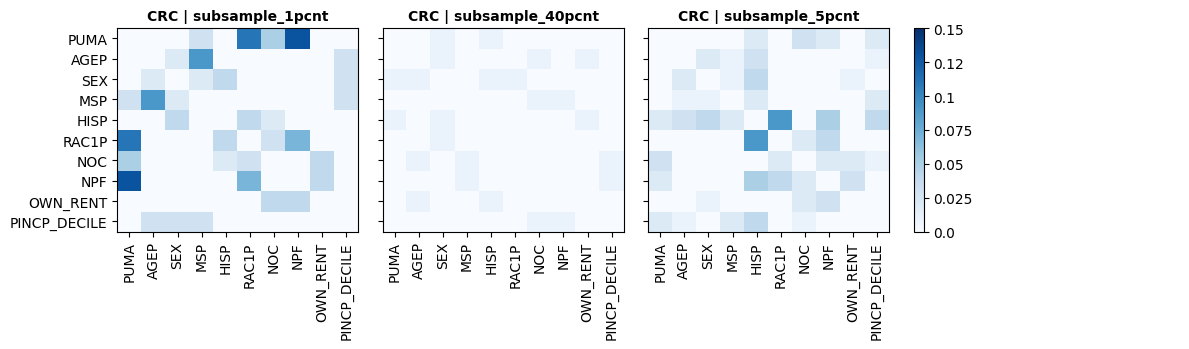 CRC | subsample_1pcnt
CRC | subsample_40pcnt
CRC | subsample_5pcnt
PUMA
AGEP
SEX
MSP
HISP
RAC1P
NOC
NPF
OWN_RENT
PINCP_DECILE
PUMA
AGEP
SEX
MSP
HISP
RAC1P
NOC
NPF
OWN_RENT
PINCP_DECILE
PUMA
AGEP
SEX
MSP
HISP
RAC1P
NOC
NPF
OWN_RENT
PINCP_DECILE
PUMA
AGEP
SEX
MSP
HISP
RAC1P
NOC
NPF
OWN_RENT
PINCP_DECILE
0.15
0.12
0.1
0.075
0.05
0.025
0.0